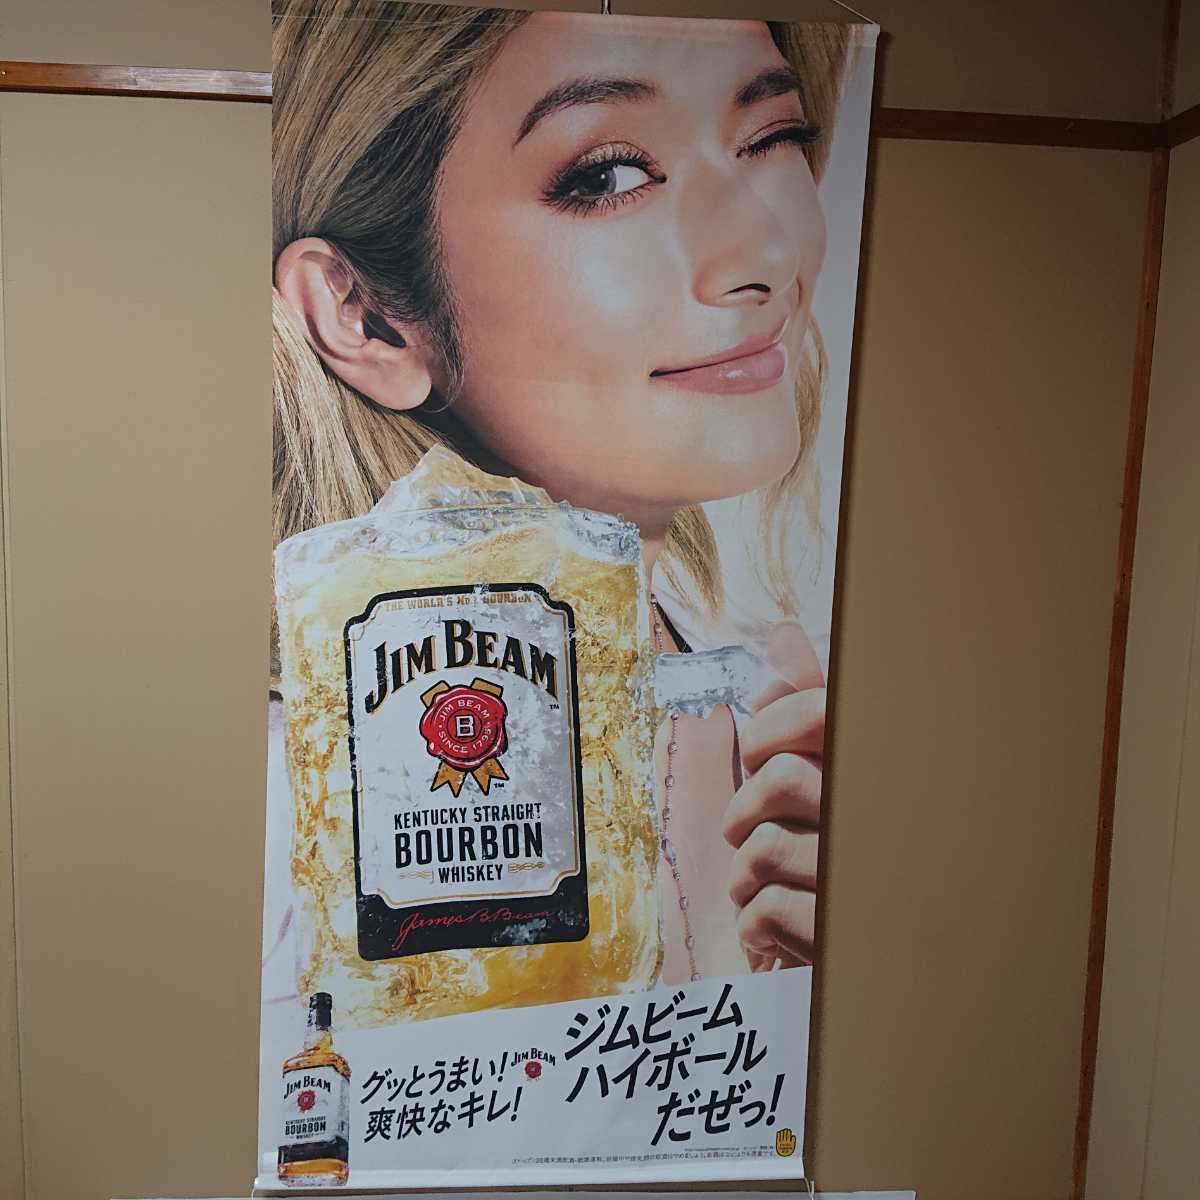 THE WORLD'S No.1 BOURBON
JIM BEAM
TM
JIM BEAM
B
SINCE 1795
TM
KENTUCKY STRAIGHT
BOURBON
WHISKEY
James B. Beam
JIM BEAM
KENTUCKY STRAIGHT
BOURBON
WHISKEY
グッとうまい!
爽快なキレ!
JIM BEAM
ジムビーム
ハイボール
だぜっ!